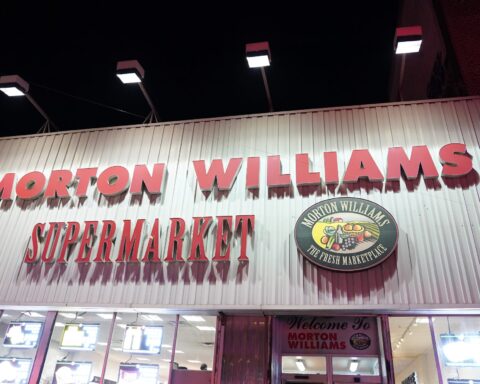 MORTON WILLIAMS
SUPERMARKET
MORTON WILLIAMS
THE FRESH MARKETPLACE
Welcome To
MORTON
WILLIAMS